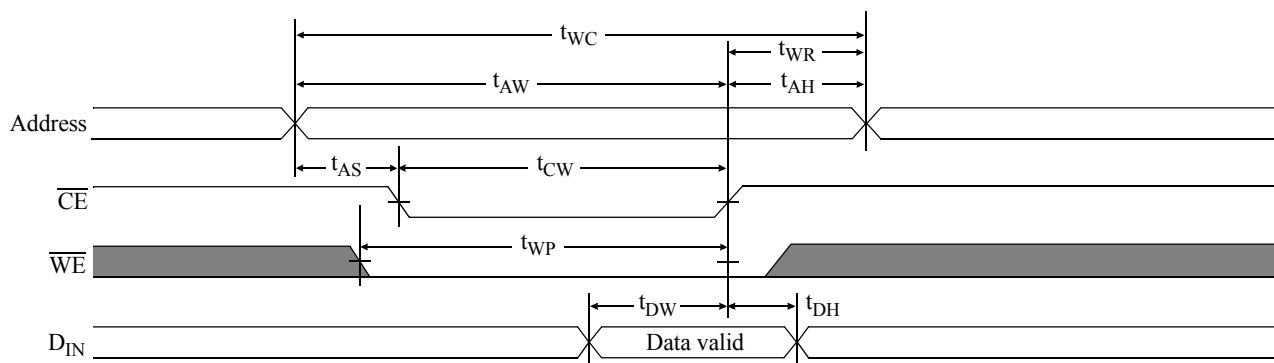 tWC
tWR
tAW
tAH
Address
tAS
tCW
CE
tWP
WE
tDW
tDH
DIN
Data valid